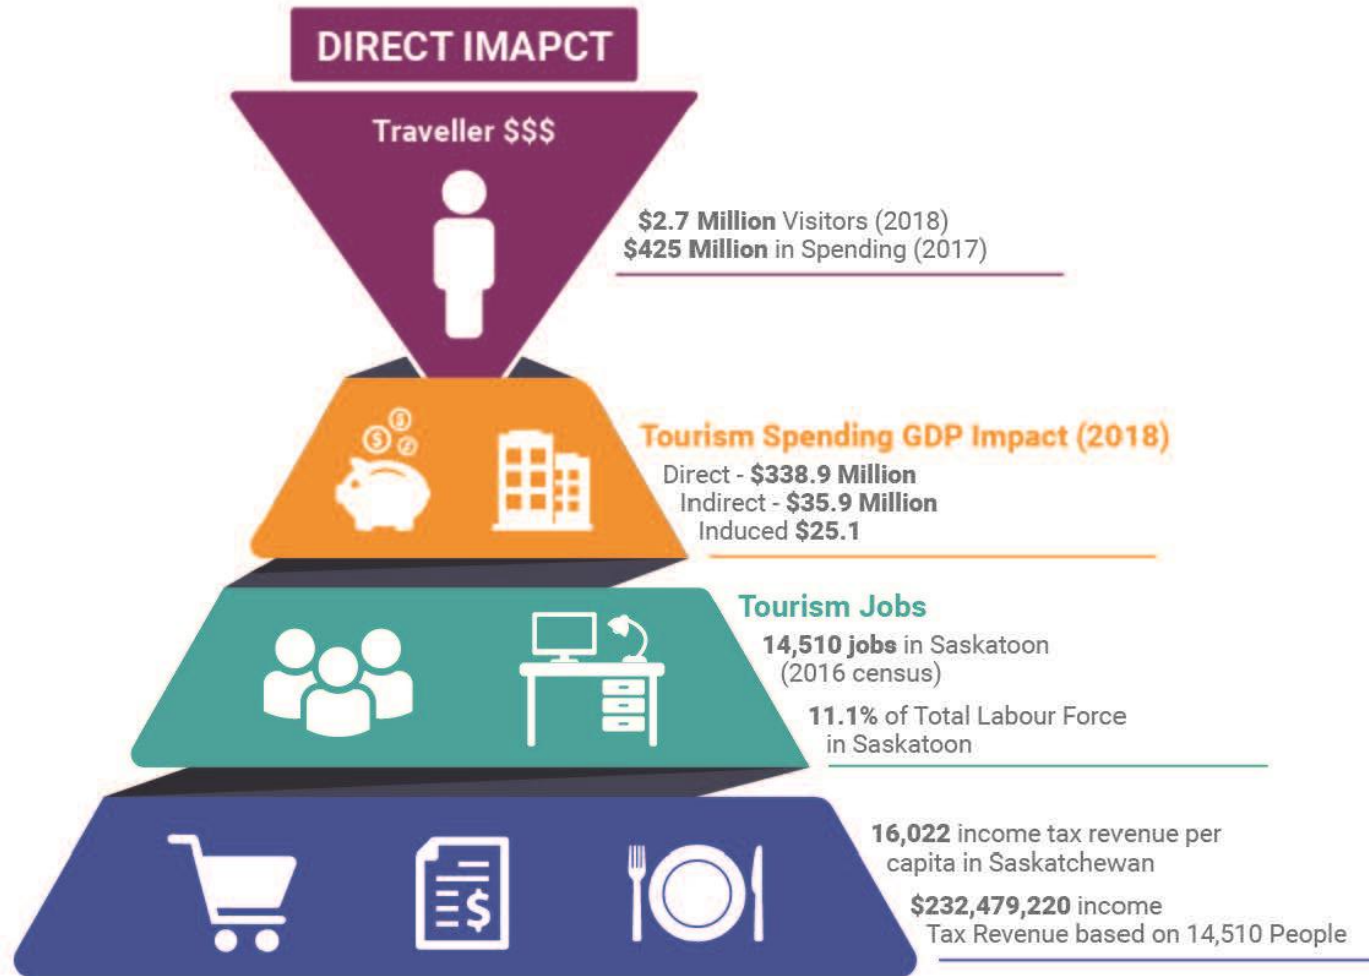 DIRECT IMAPCT
Traveller $$$
$2.7 Million Visitors (2018)
$425 Million in Spending (2017)
Tourism Spending GDP Impact (2018)
Direct - $338.9 Million
Indirect - $35.9 Million
Induced $25.1
Tourism Jobs
14,510 jobs in Saskatoon
(2016 census)
11.1% of Total Labour Force
in Saskatoon
16,022 income tax revenue per
capita in Saskatchewan
$232,479,220 income
Tax Revenue based on 14,510 People